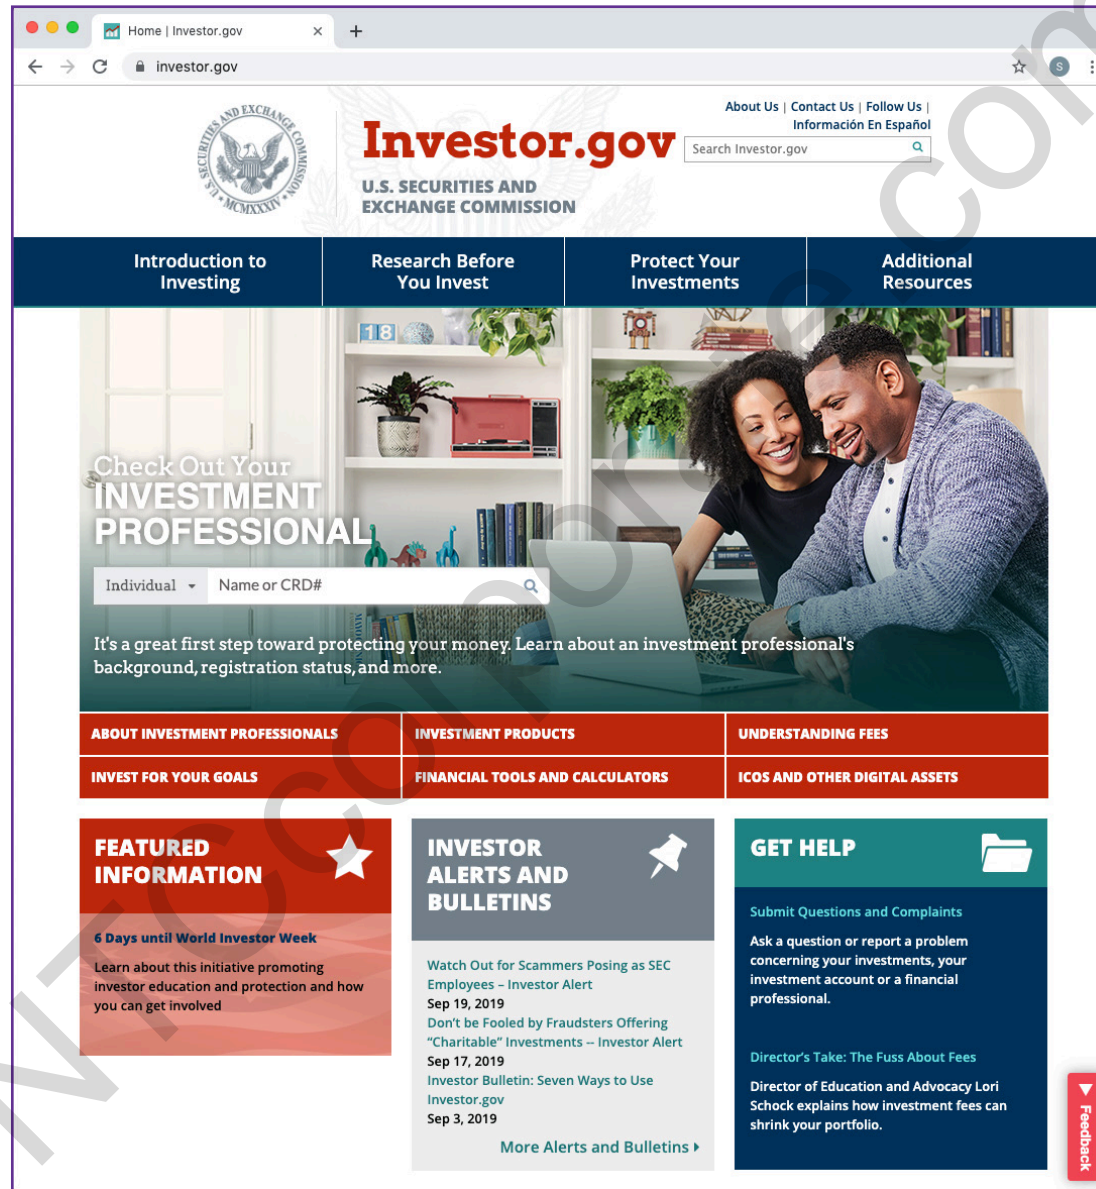 Home | Investor.gov
investor.gov
S
U.S. SECURITIES AND EXCHANGE COMMISSION
MCMXXXIV
Investor.gov
U.S. SECURITIES AND
EXCHANGE COMMISSION
About Us | Contact Us | Follow Us |
Información En Español
Search Investor.gov
Introduction to
Investing
Research Before
You Invest
Protect Your
Investments
Additional
Resources
18
Check Out Your
INVESTMENT
PROFESSIONAL
Individual
Name or CRD#
It's a great first step toward protecting your money. Learn about an investment professional's
background, registration status, and more.
ABOUT INVESTMENT PROFESSIONALS
INVESTMENT PRODUCTS
UNDERSTANDING FEES
INVEST FOR YOUR GOALS
FINANCIAL TOOLS AND CALCULATORS
ICOS AND OTHER DIGITAL ASSETS
FEATURED
INFORMATION
6 Days until World Investor Week
Learn about this initiative promoting
investor education and protection and how
you can get involved
INVESTOR
ALERTS AND
BULLETINS
Watch Out for Scammers Posing as SEC
Employees – Investor Alert
Sep 19, 2019
Don't be Fooled by Fraudsters Offering
“Charitable” Investments -- Investor Alert
Sep 17, 2019
Investor Bulletin: Seven Ways to Use
Investor.gov
Sep 3, 2019
More Alerts and Bulletins
GET HELP
Submit Questions and Complaints
Ask a question or report a problem
concerning your investments, your
investment account or a financial
professional.
Director's Take: The Fuss About Fees
Director of Education and Advocacy Lori
Schock explains how investment fees can
shrink your portfolio.
Feedback